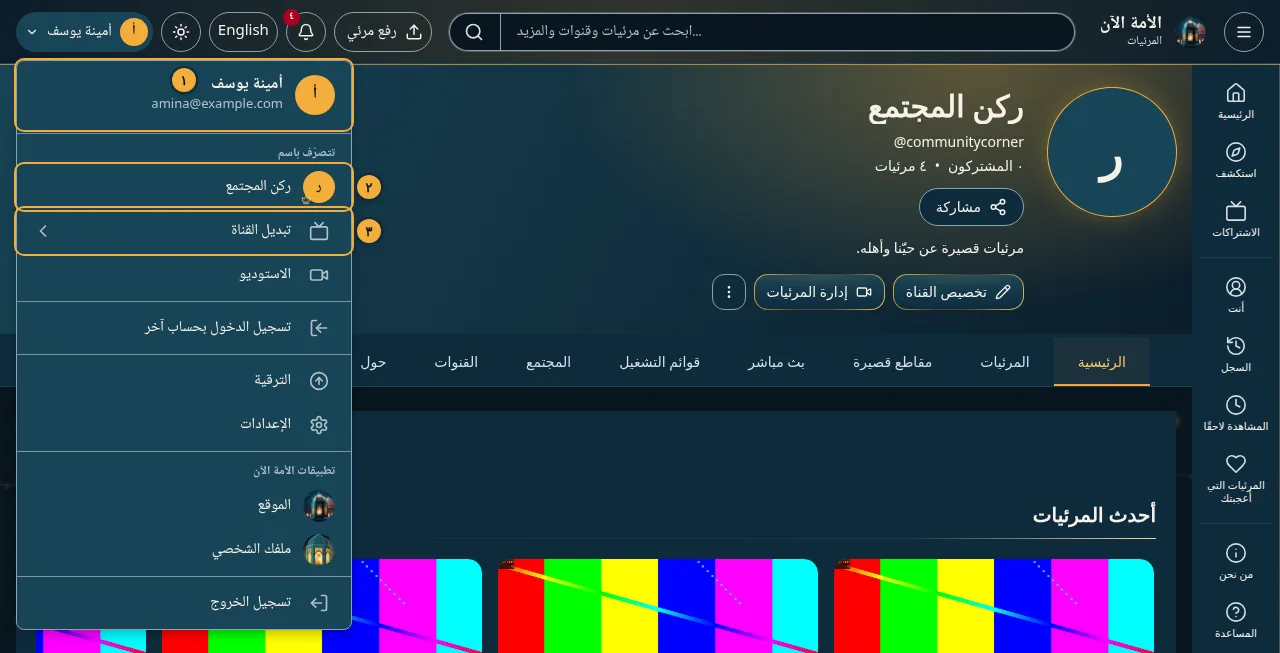 الأمة الآن
المرئيات
ابحث عن مرئيات وقنوات والمزيد...
رفع مرئي
٤
English
أ
أمينة يوسف
الرئيسية
استكشف
الاشتراكات
أنت
السجل
المشاهدة لاحقًا
المرئيات التي أعجبتك
من نحن
المساعدة
ر
ركن المجتمع
@communitycorner
٠ المشتركون • ٤ مرئيات
مشاركة
مرئيات قصيرة عن حيّنا وأهله.
تخصيص القناة
إدارة المرئيات
الرئيسية
المرئيات
مقاطع قصيرة
بث مباشر
قوائم التشغيل
المجتمع
القنوات
حول
أحدث المرئيات
أ
أمينة يوسف
١
amina@example.com
تتصرّف باسم
ر
ركن المجتمع
٢
تبديل القناة
٣
الاستوديو
تسجيل الدخول بحساب آخر
الترقية
الإعدادات
تطبيقات الأمة الآن
الموقع
ملفك الشخصي
تسجيل الخروج